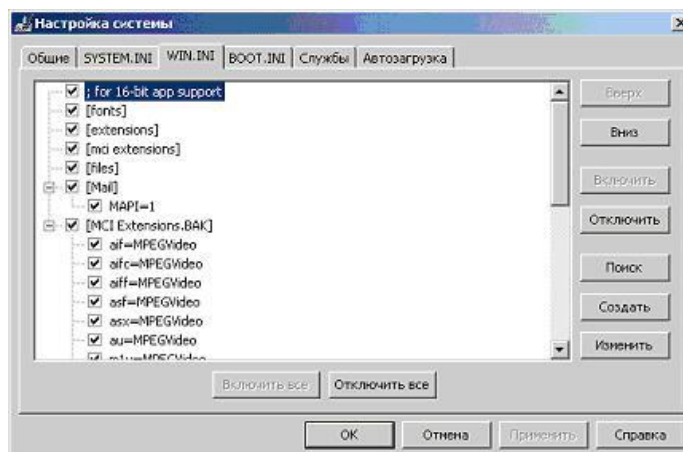 Настройка системы
Общие SYSTEM.INI WIN.INI BOOT.INI Службы Автозагрузка
; for 16-bit app support
[fonts]
[extensions]
[mci extensions]
[files]
[Mail]
MAPI=1
[MCI Extensions.BAK]
aif=MPEGVideo
aifc=MPEGVideo
aiff=MPEGVideo
asf=MPEGVideo
asx=MPEGVideo
au=MPEGVideo
m1v=MPEGVideo
Вверх
Вниз
Включить
Отключить
Поиск
Создать
Изменить
Включить все Отключить все
OK Отмена Применить Справка